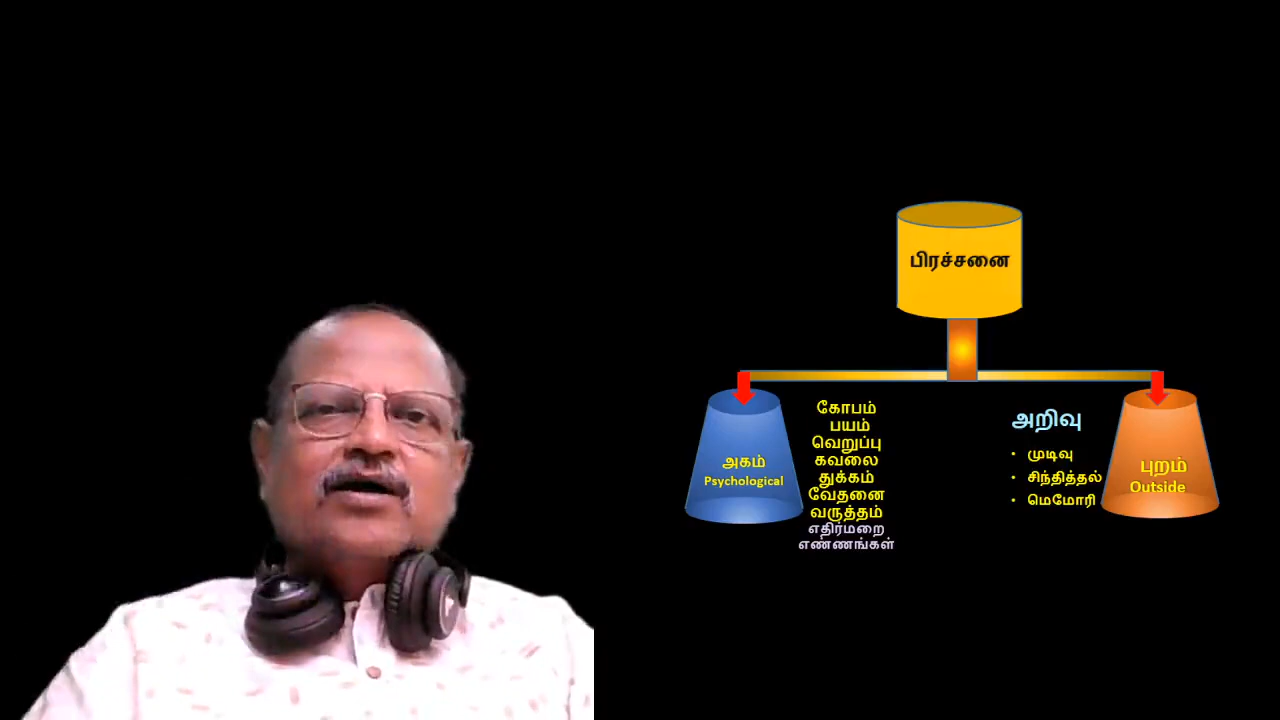 பிரச்சனை
அகம்
Psychological
கோபம்
பயம்
வெறுப்பு
கவலை
துக்கம்
வேதனை
வருத்தம்
எதிர்மறை
எண்ணங்கள்
அறிவு
• முடிவு
• சிந்தித்தல்
• மெமோரி
புறம்
Outside